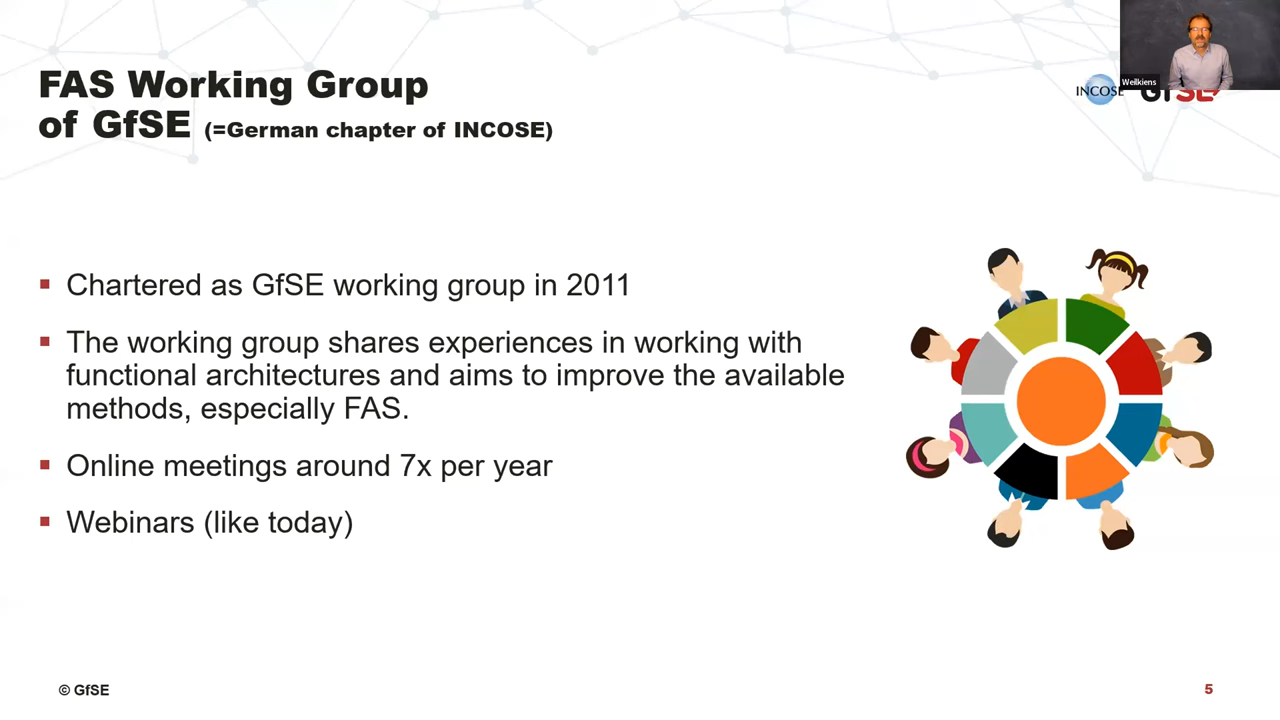 FAS Working Group
of GfSE (=German chapter of INCOSE)
Weilkiens
INCOSE GfSE
▪ Chartered as GfSE working group in 2011
▪ The working group shares experiences in working with
functional architectures and aims to improve the available
methods, especially FAS.
▪ Online meetings around 7x per year
▪ Webinars (like today)
© GfSE
5